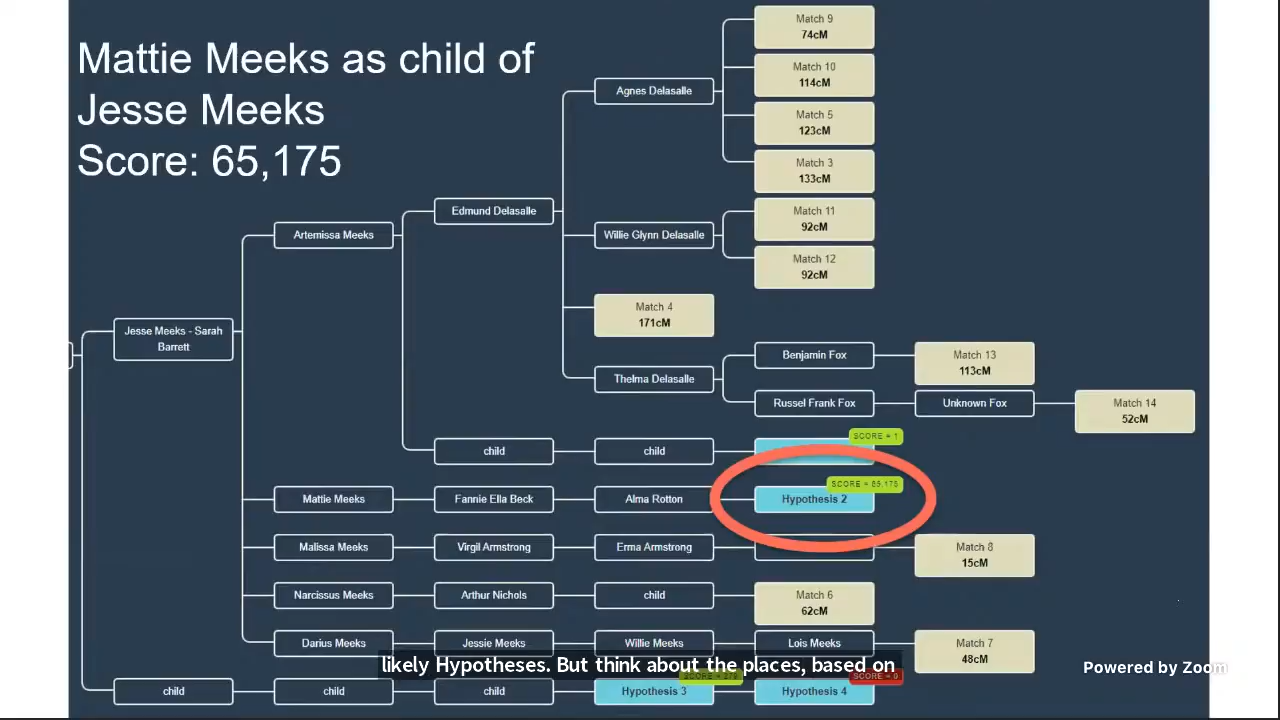 Mattie Meeks as child of
Jesse Meeks
Score: 65,175
Match 9
74cM
Match 10
114cM
Agnes Delasalle
Match 5
123cM
Match 3
133cM
Edmund Delasalle
Match 11
92cM
Artemissa Meeks
Willie Glynn Delasalle
Match 12
92cM
Match 4
171cM
Jesse Meeks - Sarah
Barrett
Benjamin Fox
Match 13
113cM
Thelma Delasalle
Russel Frank Fox
Unknown Fox
Match 14
52cM
SCORE = 1
child
child
SCORE = 65,175
Mattie Meeks
Fannie Ella Beck
Alma Rotton
Hypothesis 2
Malissa Meeks
Virgil Armstrong
Erma Armstrong
Match 8
15cM
Narcissus Meeks
Arthur Nichols
child
Match 6
62cM
Darius Meeks
Jessie Meeks
Willie Meeks
Lois Meeks
Match 7
48cM
likely Hypotheses. But think about the places, based on
Powered by Zoom
SCORE = 279
SCORE = 0
child
child
child
Hypothesis 3
Hypothesis 4